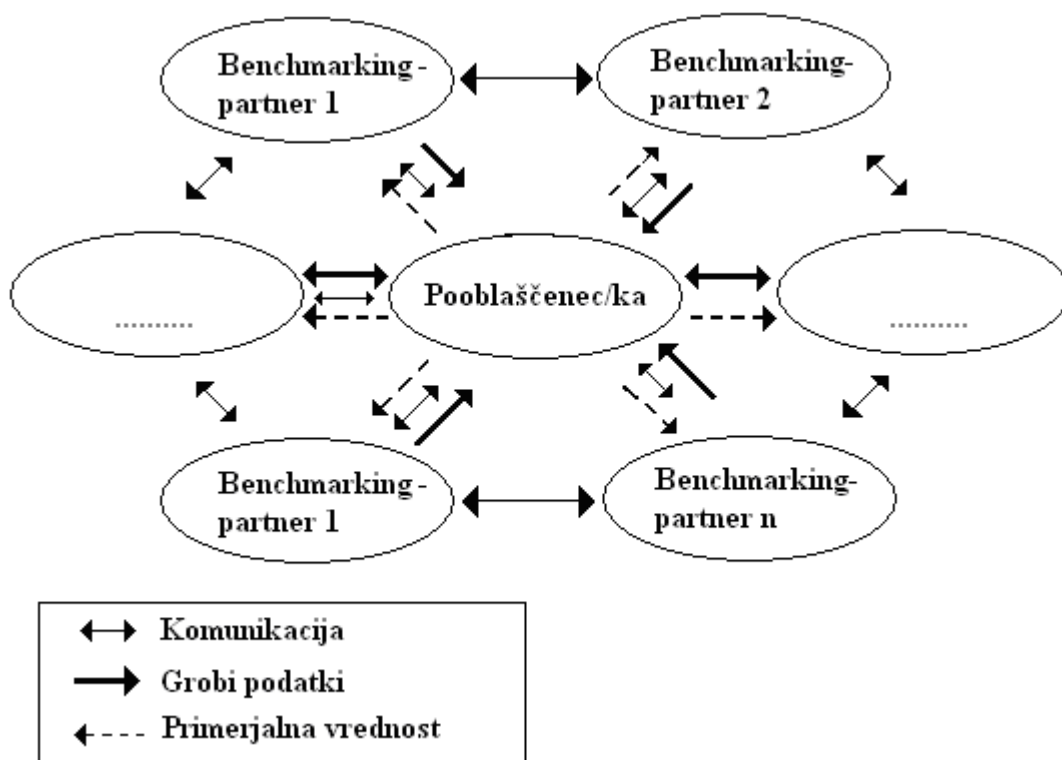 Benchmarking-
partner 1
Benchmarking-
partner 2
..........
Pooblaščenec/ka
..........
Benchmarking-
partner 1
Benchmarking-
partner n
Komunikacija
Grobi podatki
Primerjalna vrednost